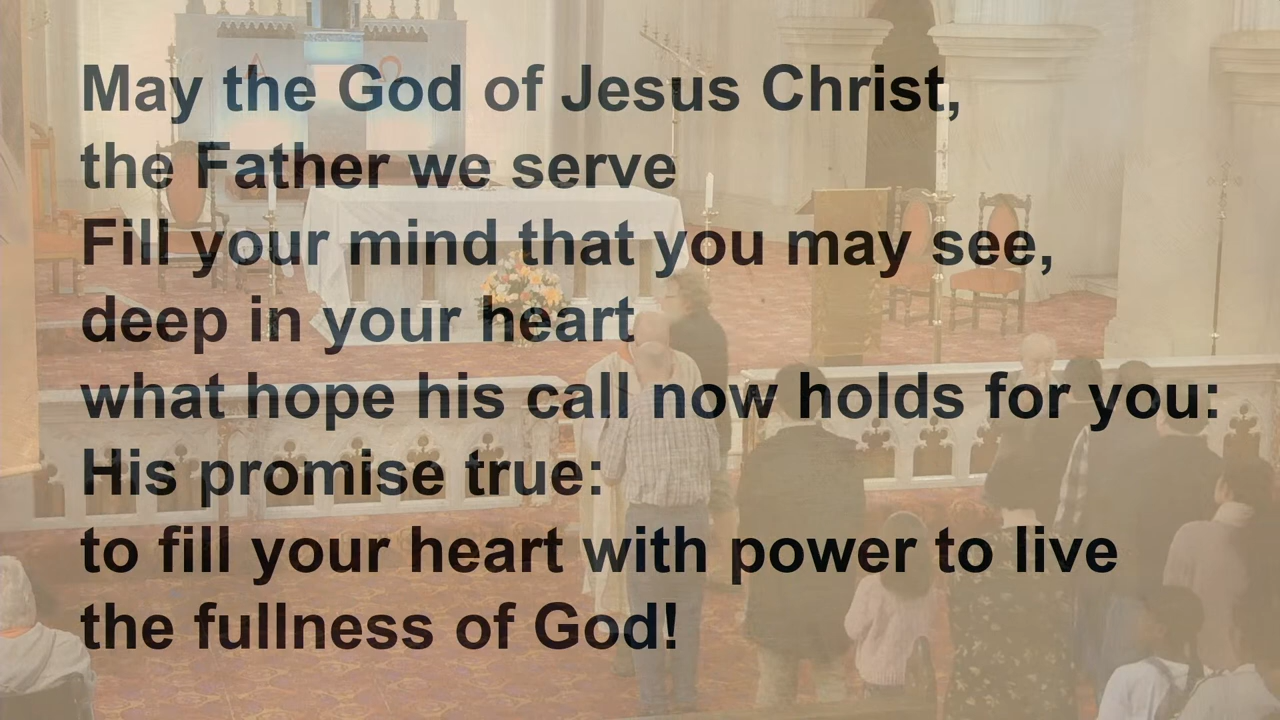 May the God of Jesus Christ,
the Father we serve
Fill your mind that you may see,
deep in your heart
what hope his call now holds for you:
His promise true:
to fill your heart with power to live
the fullness of God!